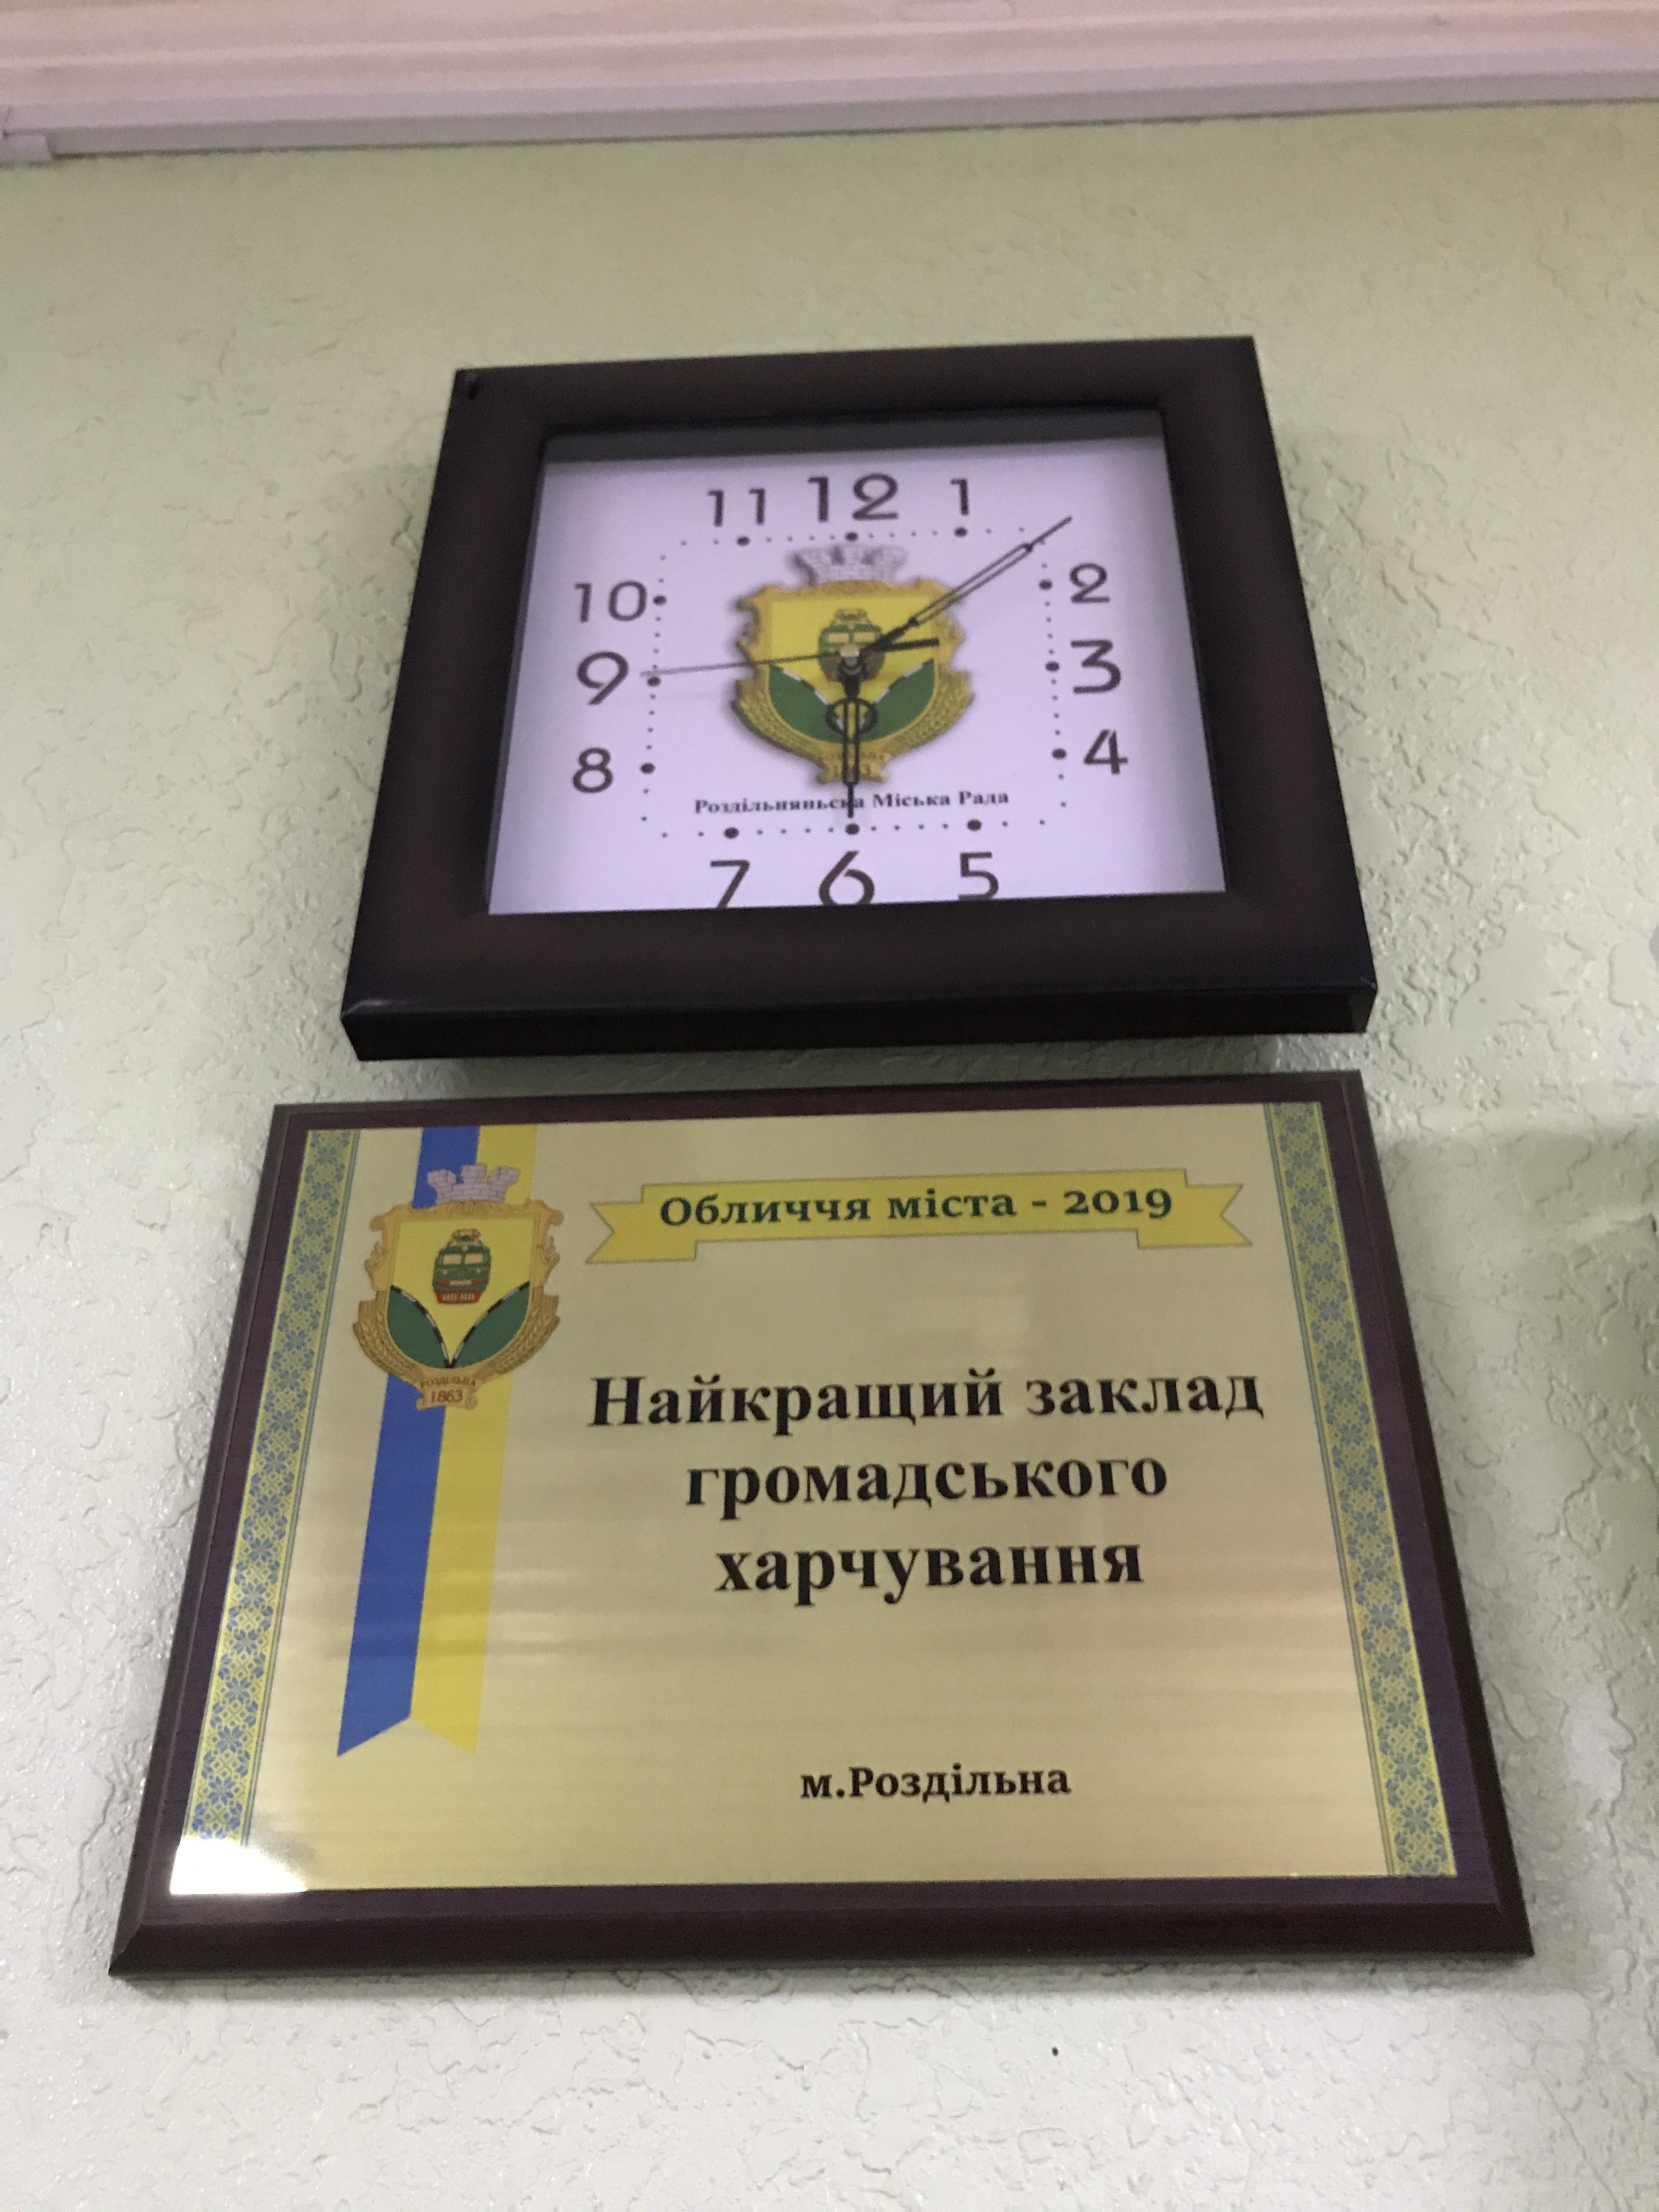 11 12 1
10 2
9 3
8 4
Роздільняньска Міська Рада
7 6 5
Обличчя міста - 2019
РОЗДІЛЬНА
1863
Найкращий заклад
громадського
харчування
м.Роздільна